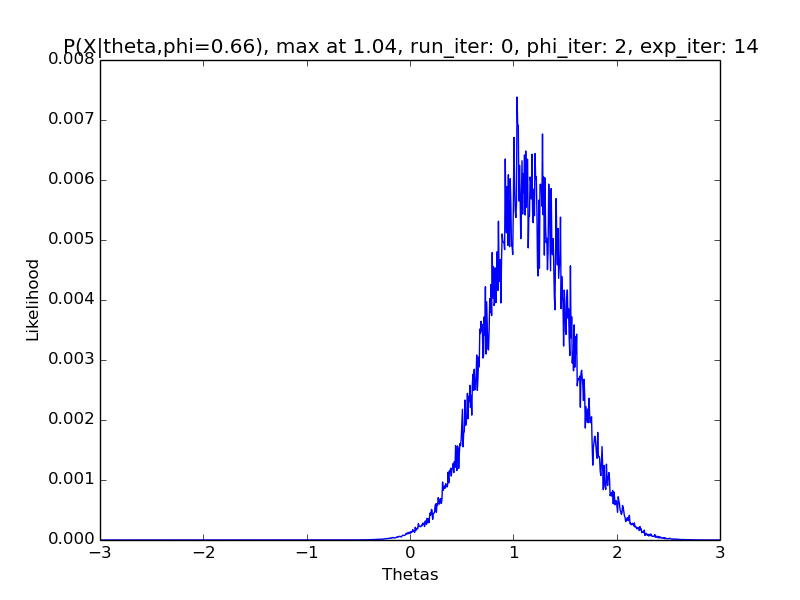 P(X|theta,phi=0.66), max at 1.04, run_iter: 0, phi_iter: 2, exp_iter: 14
0.008
0.007
0.006
0.005
0.004
0.003
0.002
0.001
0.000
Likelihood
−3 −2 −1 0 1 2 3
Thetas